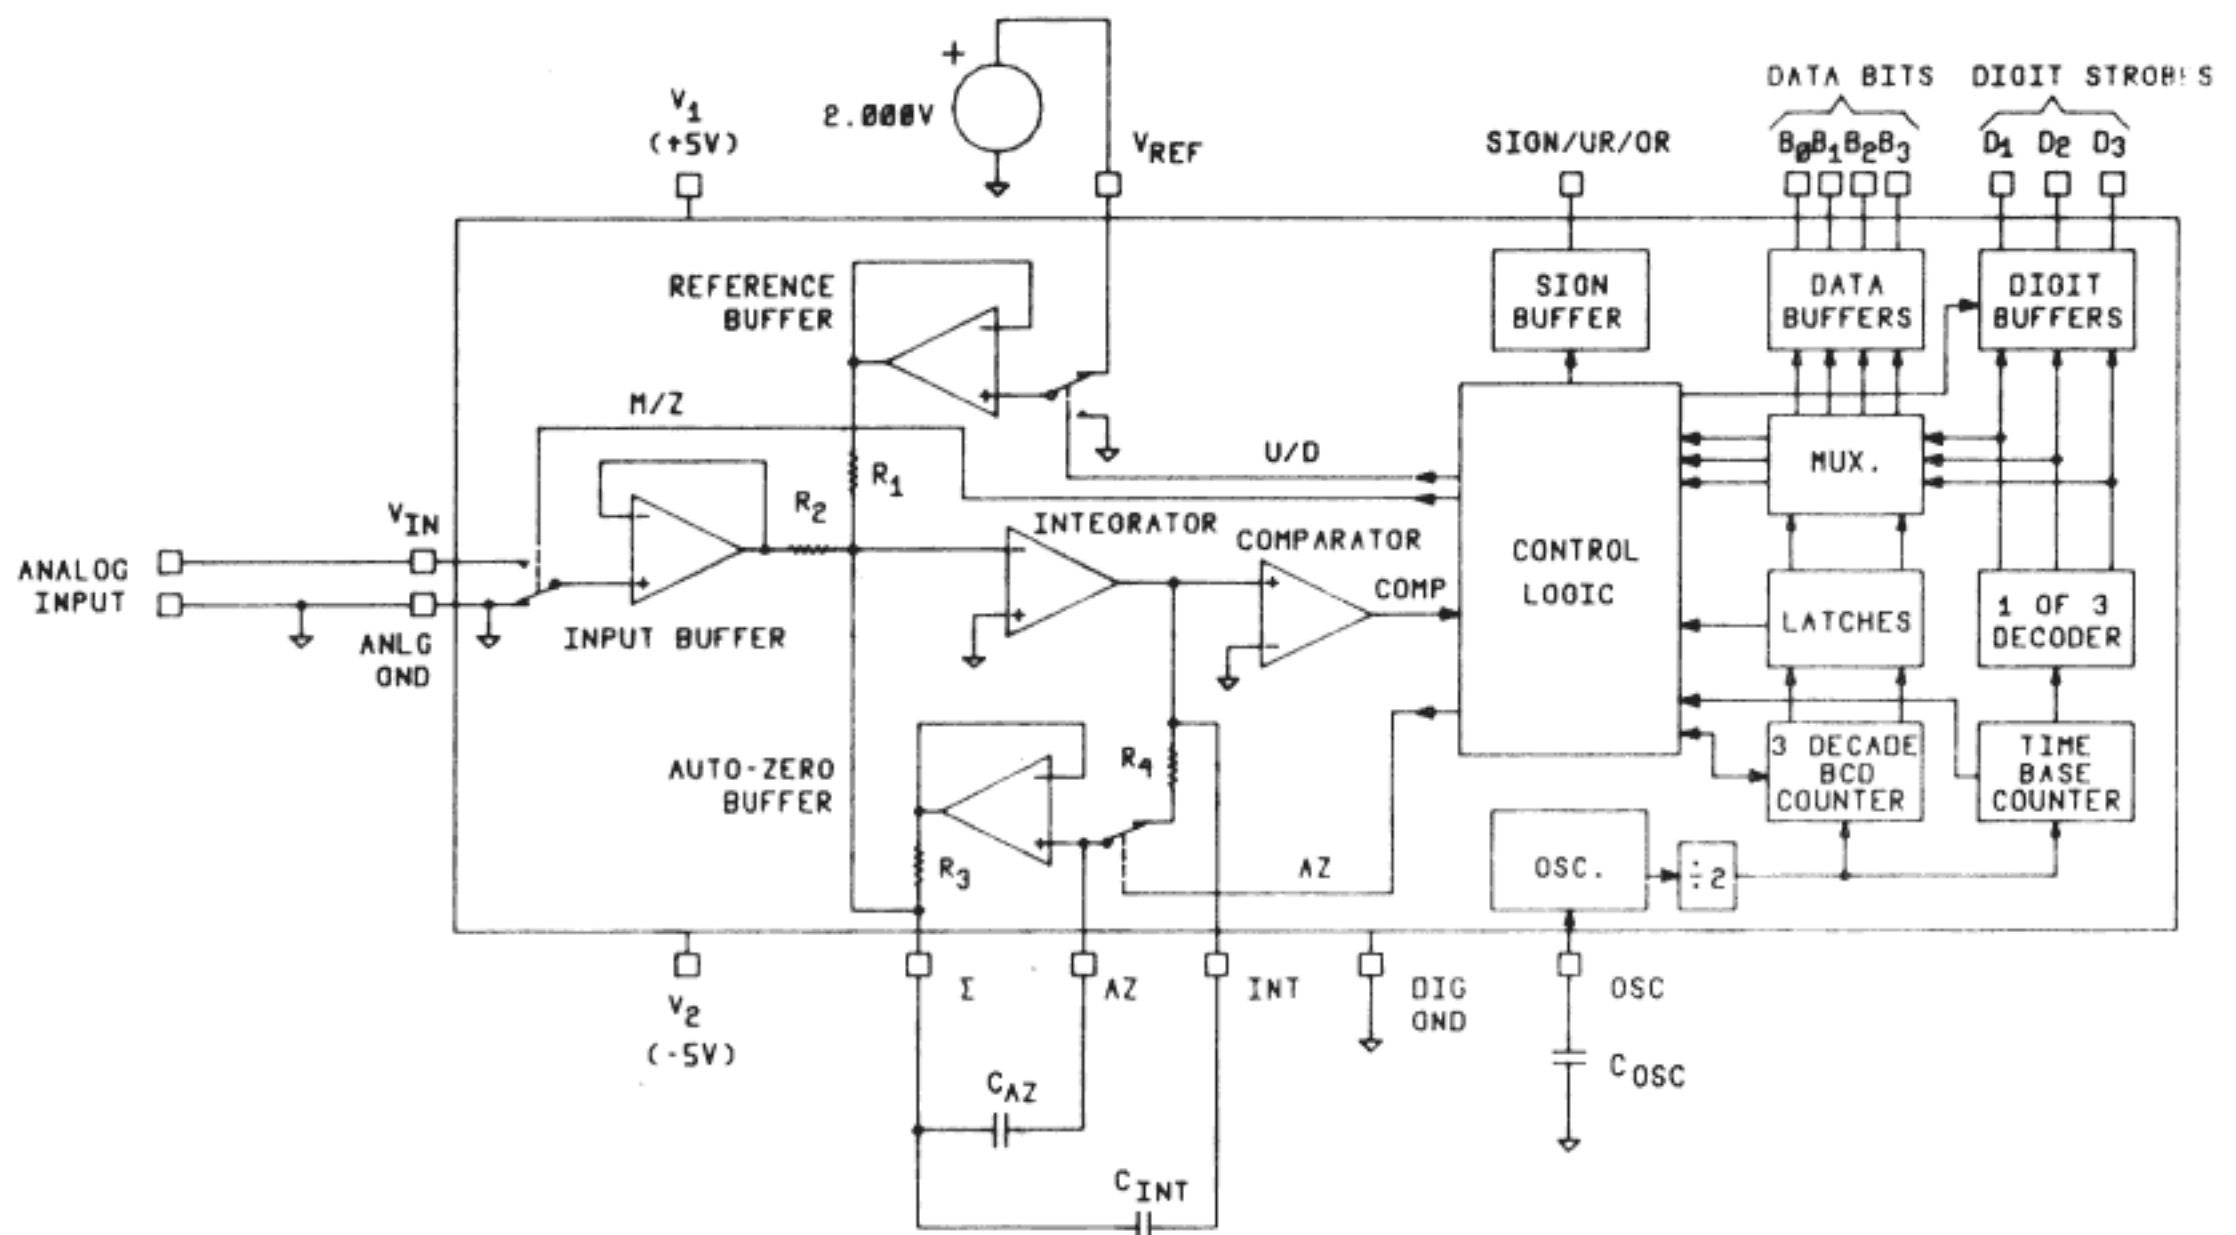 DATA BITS
DIGIT STROBES
+
2.000V
V1
(+5V)
VREF
SIGN/UR/OR
B0 B1 B2 B3
D1 D2 D3
REFERENCE
BUFFER
-
+
SIGN
BUFFER
DATA
BUFFERS
DIGIT
BUFFERS
M/Z
U/D
R1
R2
MUX.
VIN
-
+
INTEGRATOR
-
+
COMPARATOR
+
-
COMP
CONTROL
LOGIC
ANALOG
INPUT
ANLG
GND
INPUT BUFFER
LATCHES
1 OF 3
DECODER
AUTO-ZERO
BUFFER
-
+
R4
R3
AZ
3 DECADE
BCD
COUNTER
TIME
BASE
COUNTER
OSC.
÷2
V2
(-5V)
Σ
AZ
INT
DIG
GND
OSC
COSC
CAZ
CINT